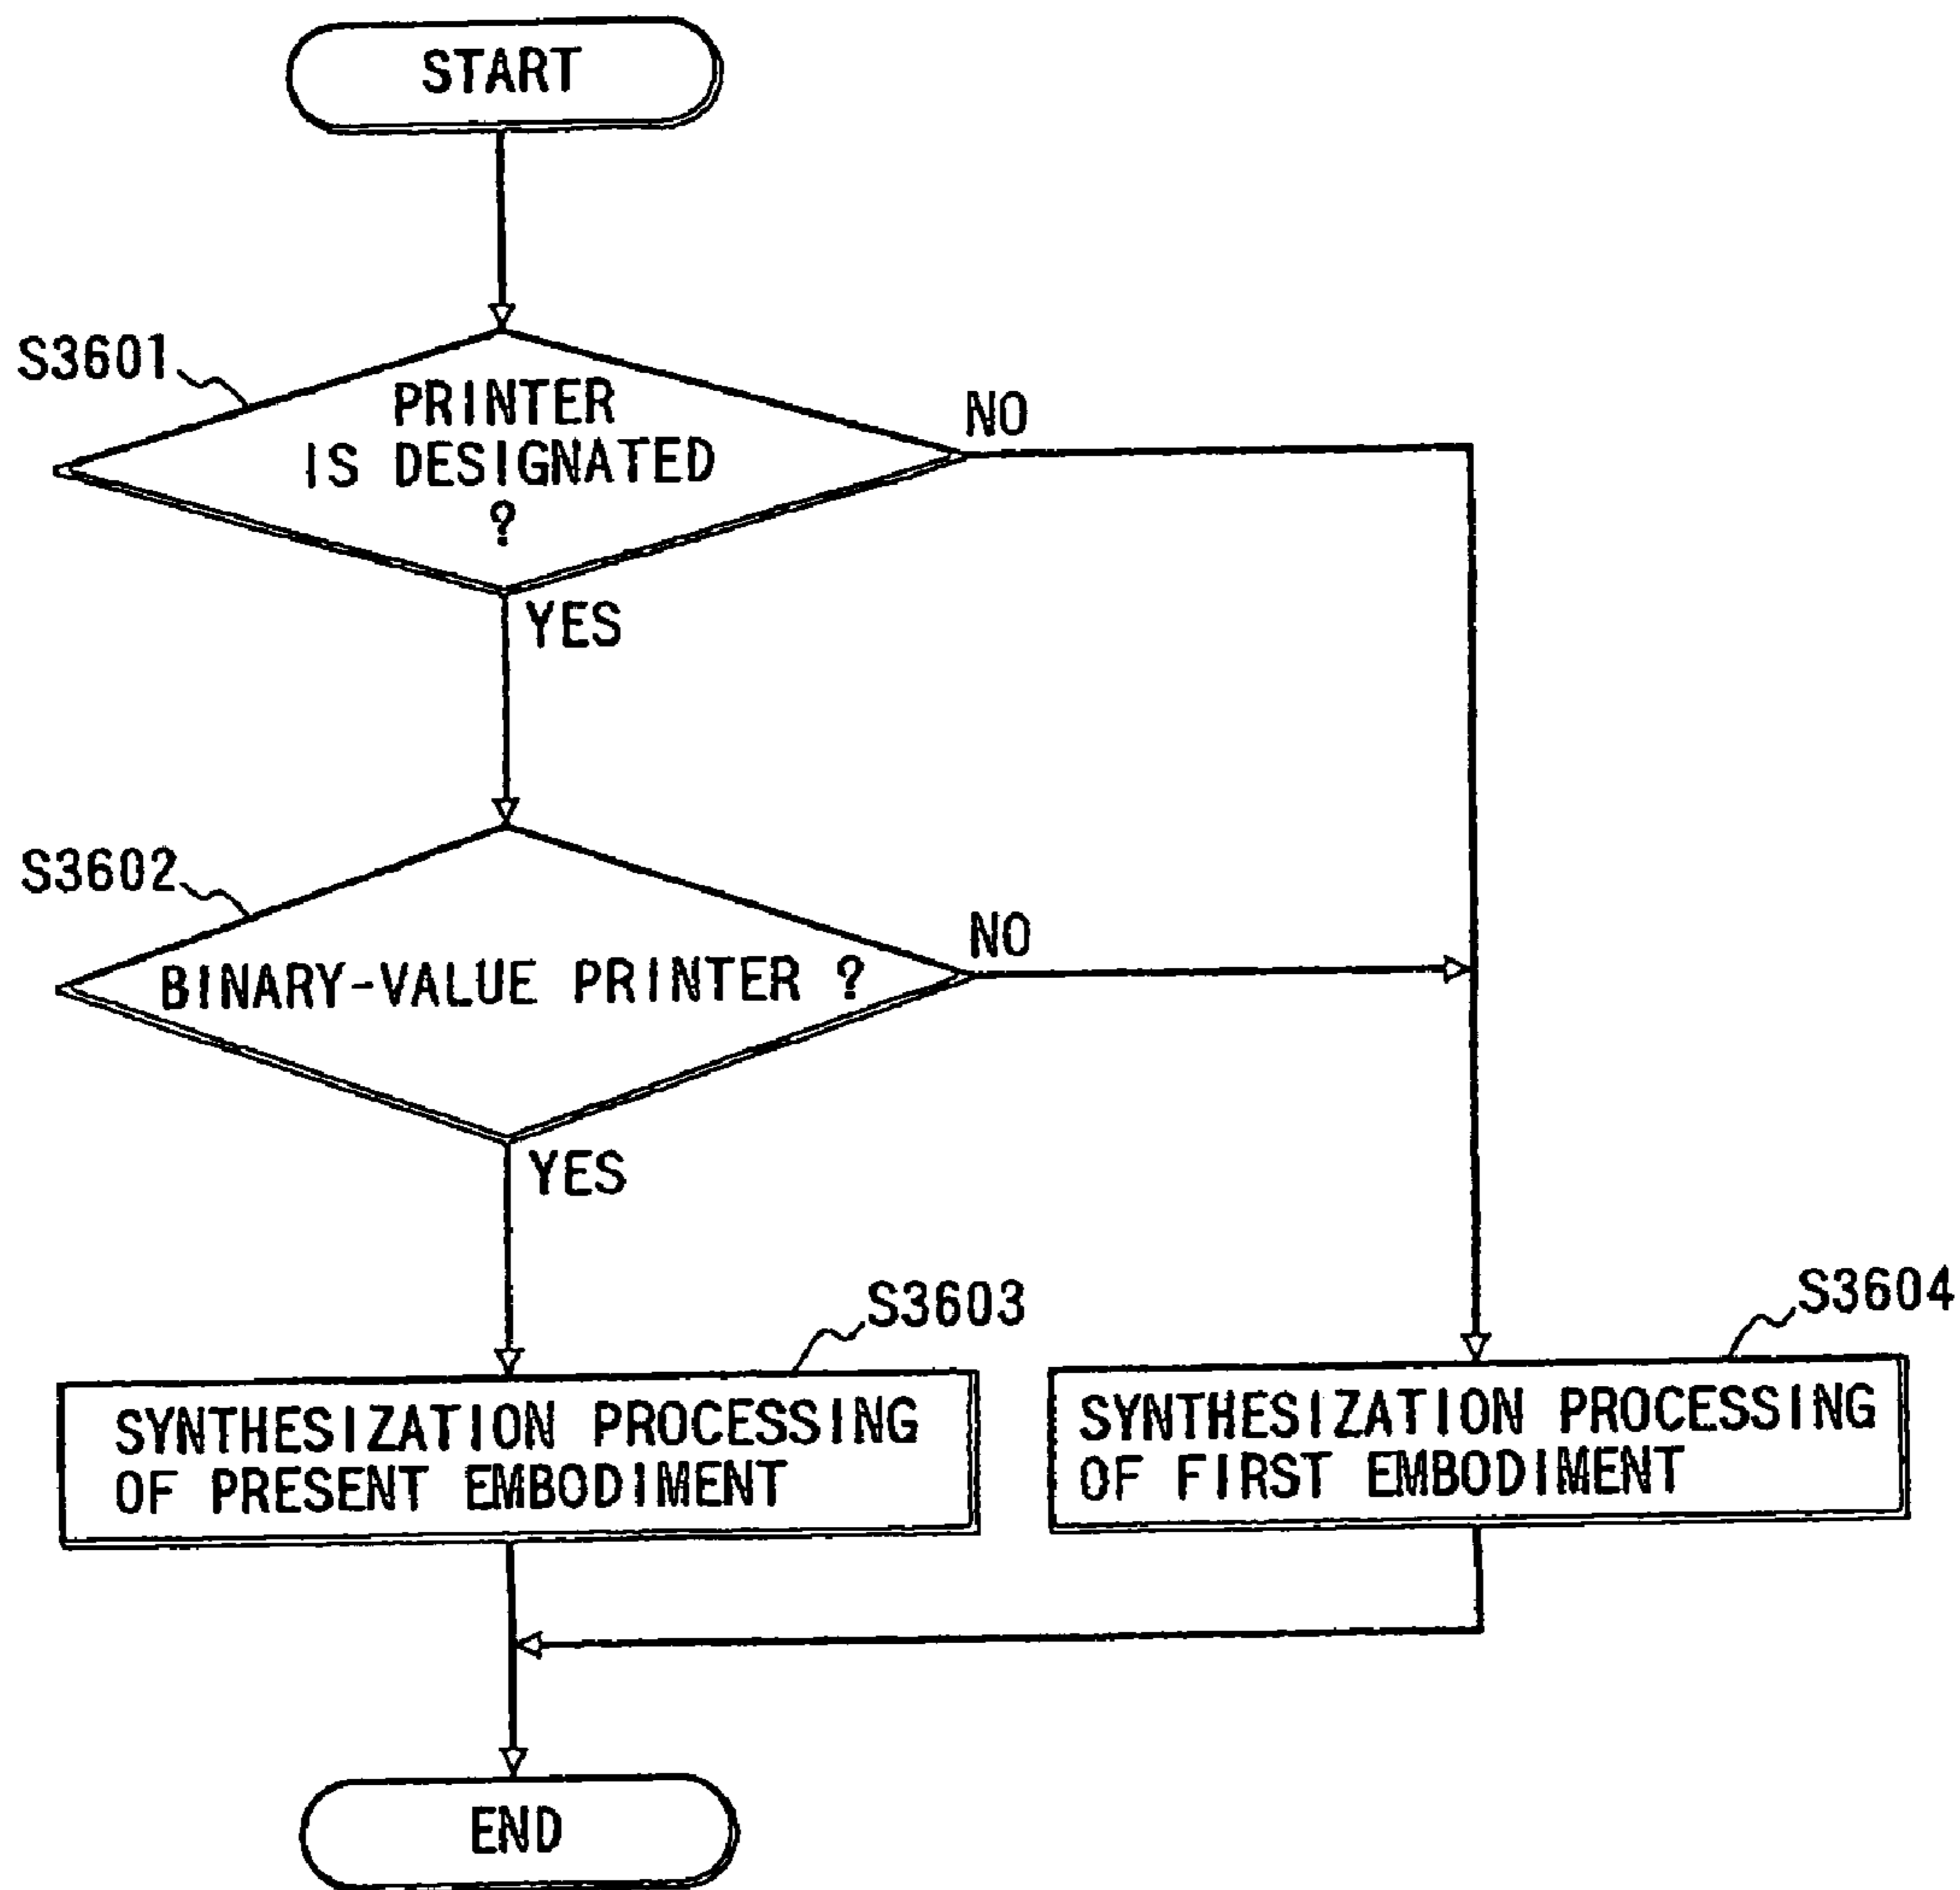 START
S3601
PRINTER
IS DESIGNATED
?
NO
YES
S3602
BINARY-VALUE PRINTER ?
NO
YES
S3603
SYNTHESIZATION PROCESSING
OF PRESENT EMBODIMENT
S3604
SYNTHESIZATION PROCESSING
OF FIRST EMBODIMENT
END